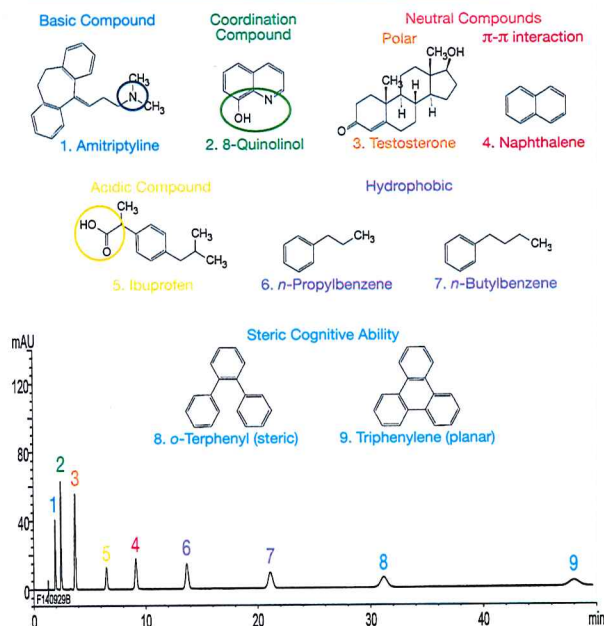 Basic Compound
Coordination
Compound
Neutral Compounds
Polar
π-π interaction
CH₃
N
CH₃
N
OH
CH₃
OH
CH₃
H
H
H
O
1. Amitriptyline
2. 8-Quinolinol
3. Testosterone
4. Naphthalene
Acidic Compound
Hydrophobic
CH₃
HO
O
CH₃
CH₃
CH₃
CH₃
5. Ibuprofen
6. n-Propylbenzene
7. n-Butylbenzene
Steric Cognitive Ability
mAU
120
80
40
0
8. o-Terphenyl (steric)
9. Triphenylene (planar)
1
2
3
5
4
6
7
8
9
F140929B
0
10
20
30
40
min